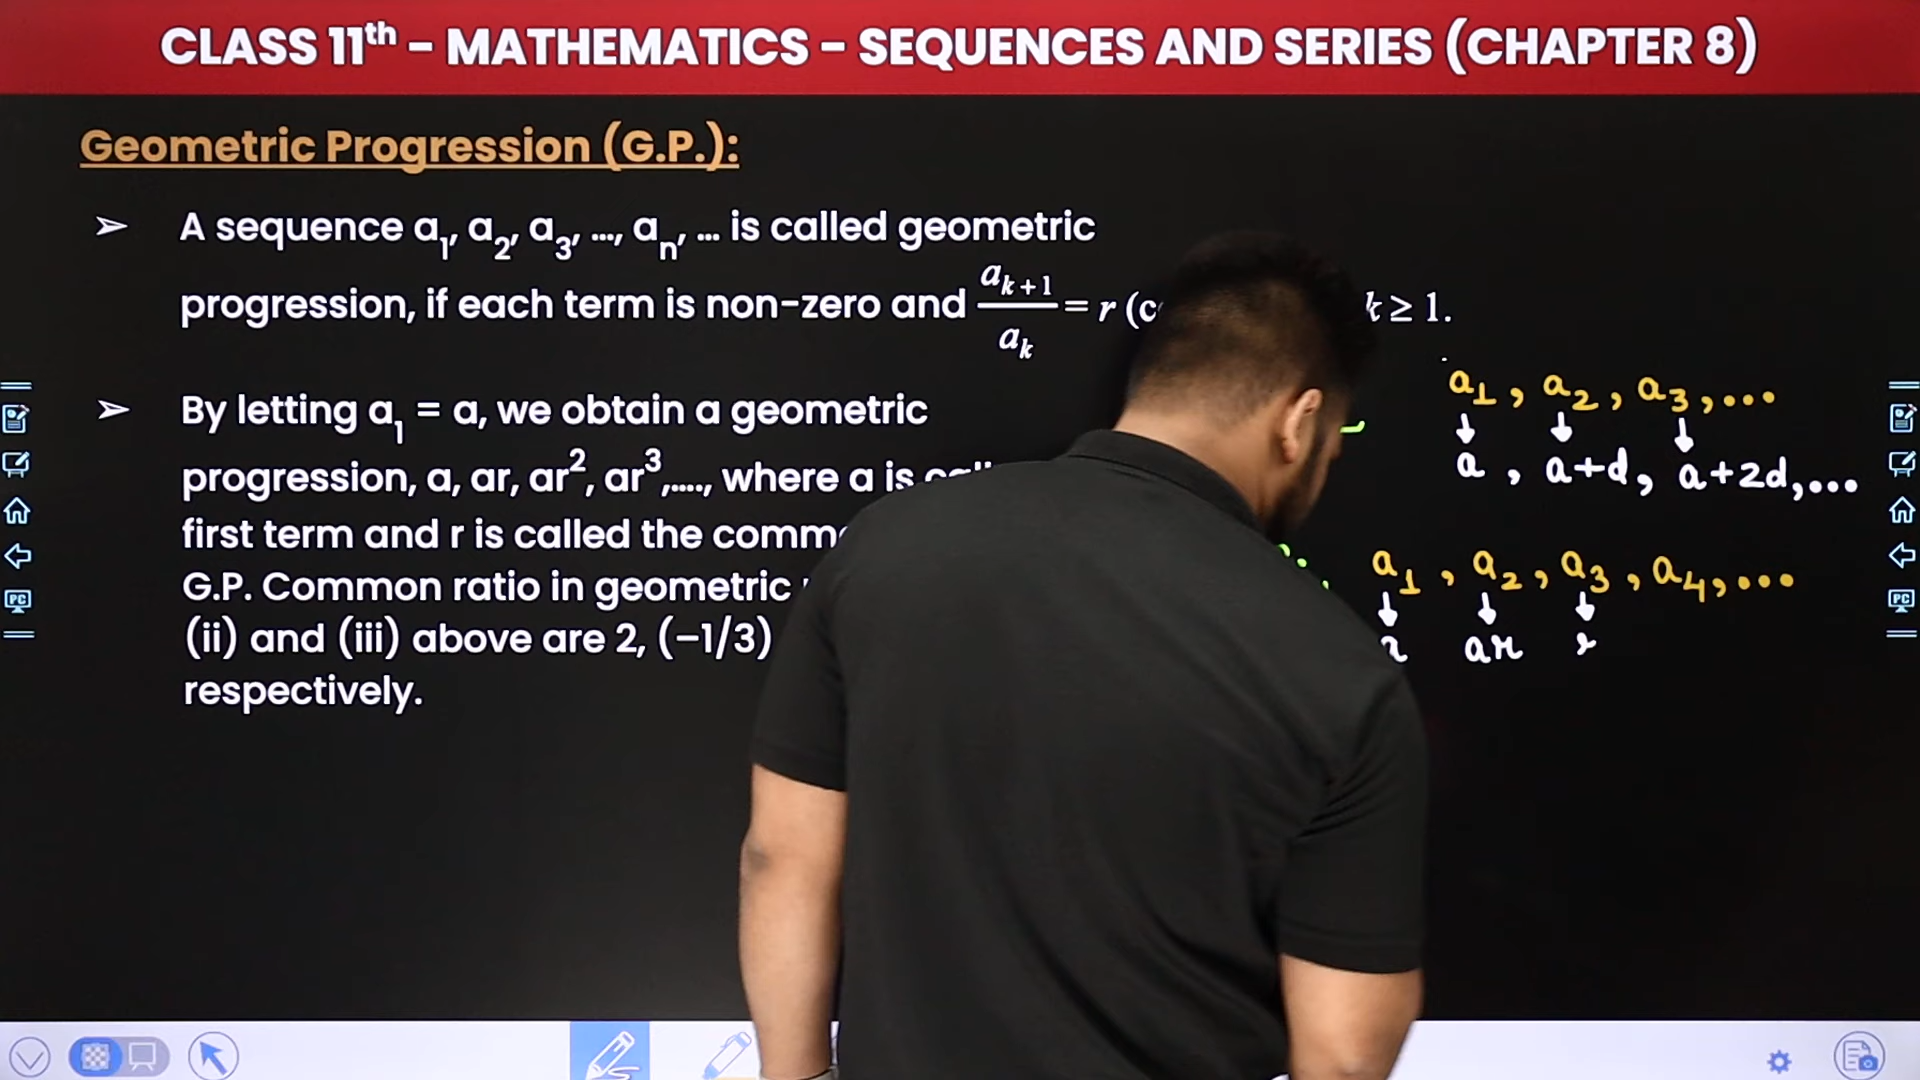 CLASS 11th - MATHEMATICS - SEQUENCES AND SERIES (CHAPTER 8)
Geometric Progression (G.P.):
➢ A sequence a₁, a₂, a₃, ..., aₙ, ... is called geometric
progression, if each term is non-zero and aₖ₊₁/aₖ = r k ≥ 1.
➢ By letting a₁ = a, we obtain a geometric
progression, a, ar, ar², ar³,...., where a is
first term and r is called the
G.P. Common ratio in geometric
(ii) and (iii) above are 2, (–1/3)
respectively.
a₁, a₂, a₃, ...
a, a+d, a+2d, ...
a₁, a₂, a₃, a₄, ...
ar
PC
PC